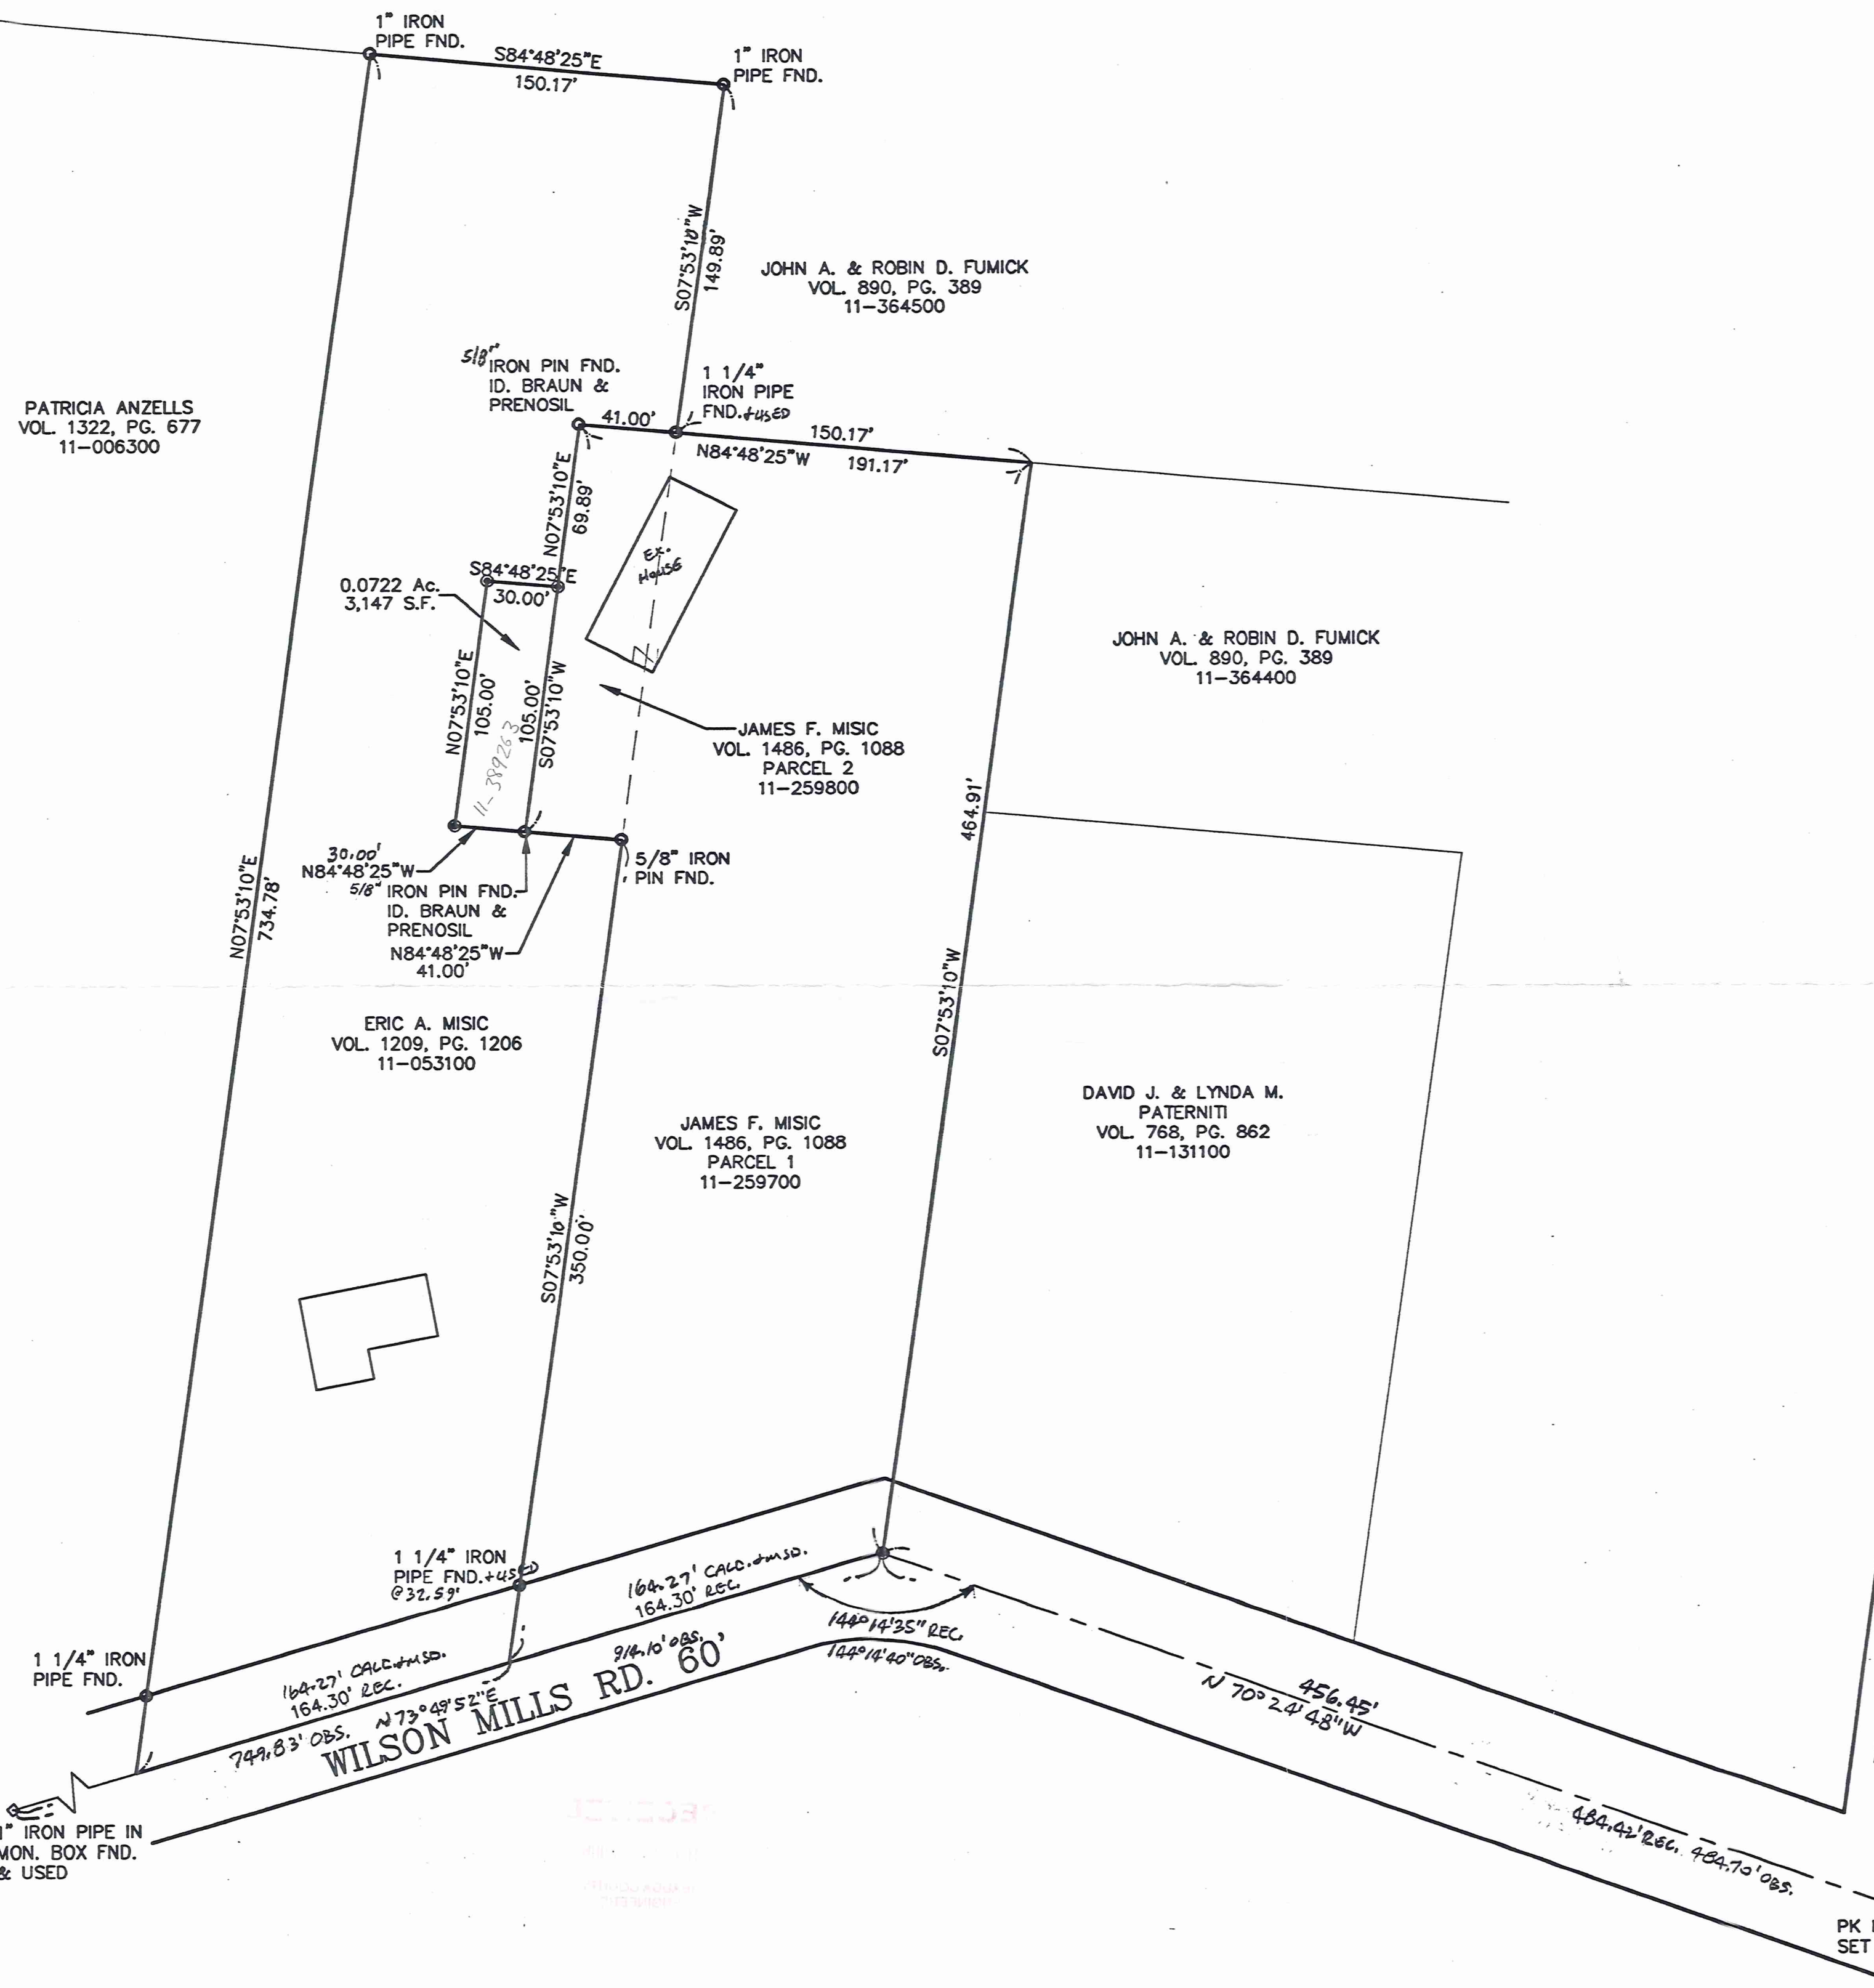 1" IRON
PIPE FND.
S84°48'25"E
150.17'
1" IRON
PIPE FND.
S07°53'10"W
149.89'
JOHN A. & ROBIN D. FUMICK
VOL. 890, PG. 389
11-364500
5/8" IRON PIN FND.
ID. BRAUN &
PRENOSIL
41.00'
1 1/4"
IRON PIPE
FND. & USED
150.17'
N84°48'25"W
191.17'
PATRICIA ANZELLS
VOL. 1322, PG. 677
11-006300
N07°53'10"E
69.89'
EX.
HOUSE
S84°48'25"E
30.00'
0.0722 Ac.
3,147 S.F.
N07°53'10"E
105.00'
11-389263
105.00'
S07°53'10"W
JOHN A. & ROBIN D. FUMICK
VOL. 890, PG. 389
11-364400
JAMES F. MISIC
VOL. 1486, PG. 1088
PARCEL 2
11-259800
464.91'
S07°53'10"W
N07°53'10"E
734.78'
30.00'
N84°48'25"W
5/8" IRON PIN FND.
ID. BRAUN &
PRENOSIL
N84°48'25"W
41.00'
5/8" IRON
PIN FND.
ERIC A. MISIC
VOL. 1209, PG. 1206
11-053100
S07°53'10"W
350.00'
JAMES F. MISIC
VOL. 1486, PG. 1088
PARCEL 1
11-259700
DAVID J. & LYNDA M.
PATERNITI
VOL. 768, PG. 862
11-131100
1 1/4" IRON
PIPE FND. & USED
@ 32.59'
164.27' CALC. & MSD.
164.30' REC.
144°14'35" REC.
144°14'40" OBS.
914.10' OBS.
1 1/4" IRON
PIPE FND.
164.27' CALC. & MSD.
164.30' REC.
749.83' OBS. N73°49'52"E
WILSON MILLS RD. 60'
456.45'
N 70° 24' 48" W
484.42' REC. 484.70' OBS.
1" IRON PIPE IN
MON. BOX FND.
& USED
PK
SET